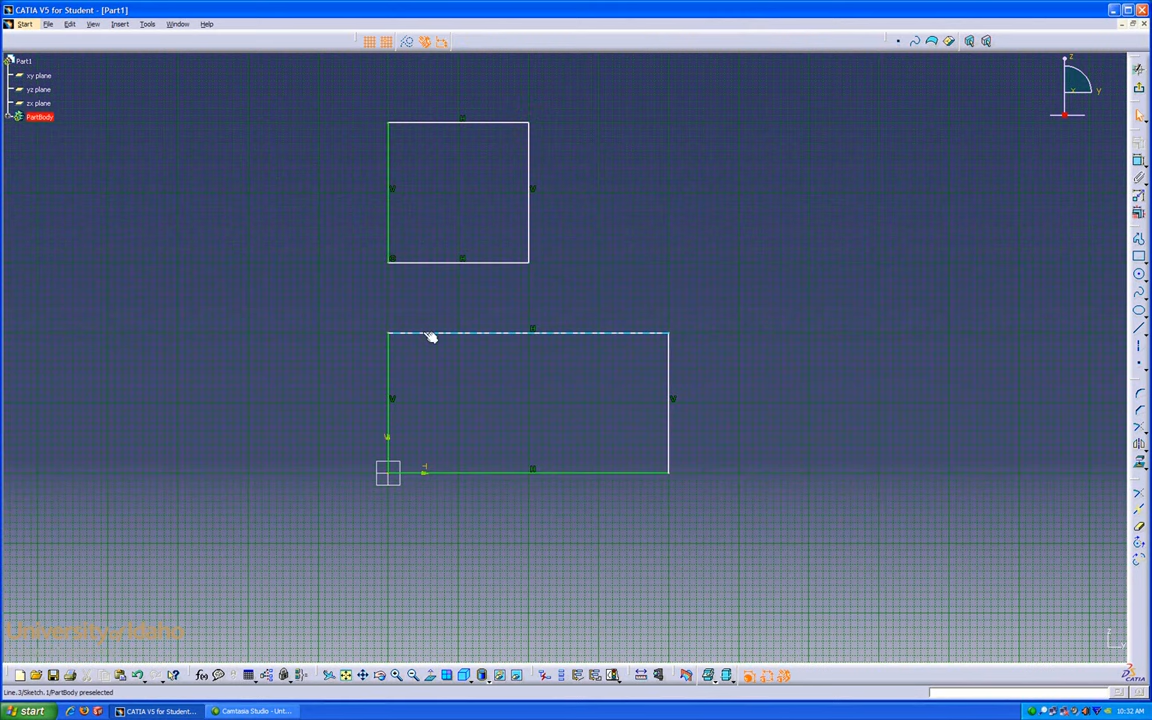 CATIA V5 for Student - [Part1]
Start File Edit View Insert Tools Window Help
Part1
xy plane
yz plane
zx plane
PartBody
z
x
y
H
V
V
H
H
V
V
V
H
H
UniversityofIdaho
z
y
f(x)
CATIA
Line.3/Sketch.1/PartBody preselected
start
CATIA V5 for Student...
Camtasia Studio - Unt...
10:32 AM